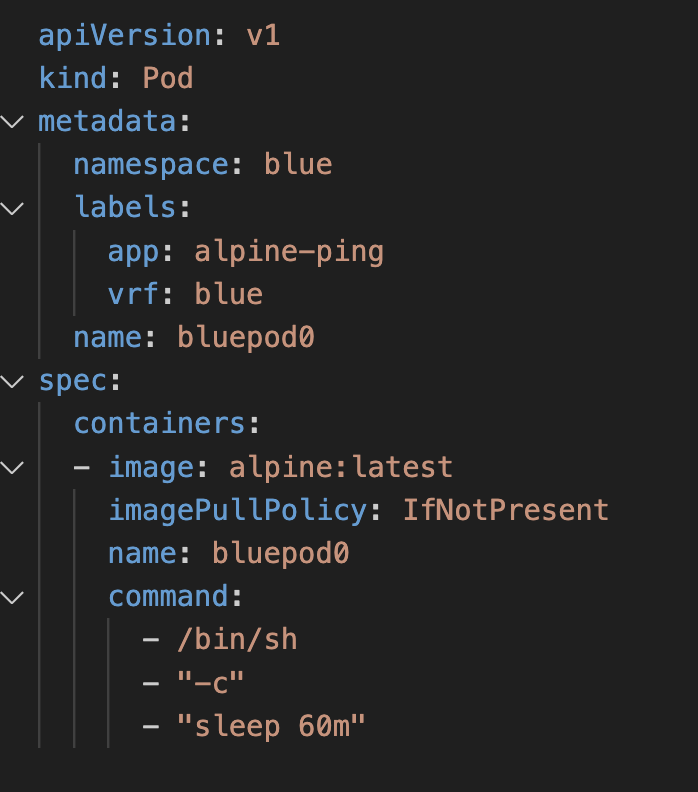 apiVersion: v1
kind: Pod
metadata:
  namespace: blue
  labels:
    app: alpine-ping
    vrf: blue
  name: bluepod0
spec:
  containers:
  - image: alpine:latest
    imagePullPolicy: IfNotPresent
    name: bluepod0
    command:
      - /bin/sh
      - "-c"
      - "sleep 60m"